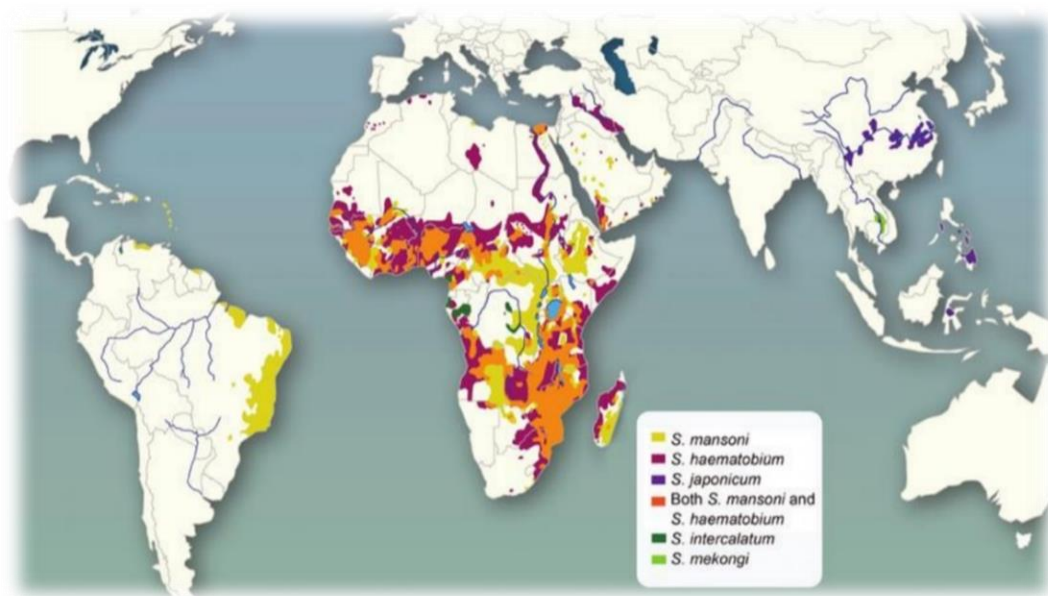 S. mansoni
S. haematobium
S. japonicum
Both S. mansoni and
S. haematobium
S. intercalatum
S. mekongi